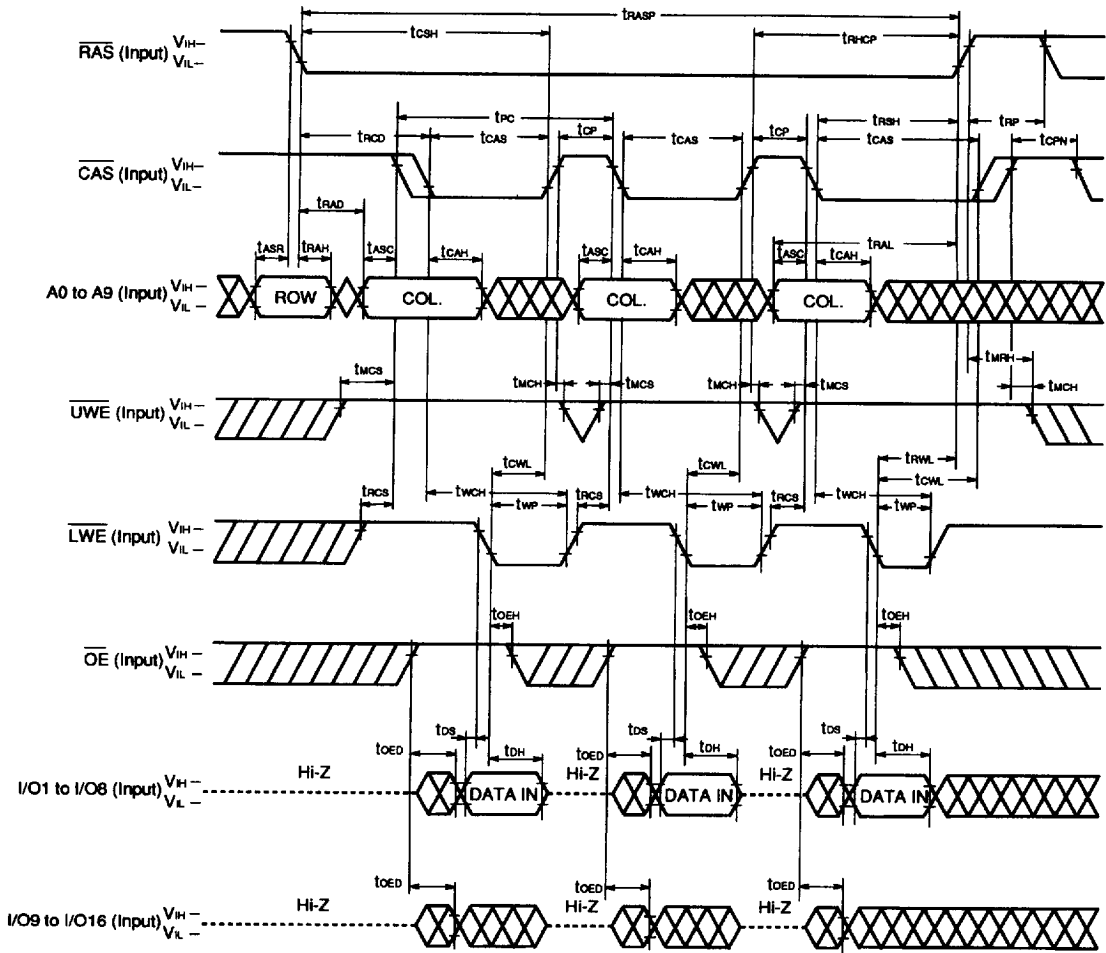 tRASP
tCSH
tRHCP
RAS (Input) VIH–
VIL –
tPC
tRSH
tRP
tRCD
tCAS
tCP
tCAS
tCP
tCAS
tCPN
CAS (Input) VIH–
VIL –
tRAD
tRAL
tASR
tRAH
tASC
tCAH
tASC
tCAH
tASC
tCAH
A0 to A9 (Input) VIH–
VIL –
ROW
COL.
COL.
COL.
tMRH
tMCS
tMCH
tMCS
tMCH
tMCS
tMCH
UWE (Input) VIH–
VIL –
tCWL
tCWL
tRWL
tCWL
tRCS
tWCH
tRCS
tWCH
tRCS
tWCH
tWP
tWP
tWP
LWE (Input) VIH–
VIL –
tOEH
tOEH
tOEH
OE (Input) VIH–
VIL –
tDS
tDS
tDS
tOED
tDH
tOED
tDH
tOED
tDH
Hi-Z
Hi-Z
Hi-Z
I/O1 to I/O8 (Input) VIH–
VIL –
DATA IN
DATA IN
DATA IN
tOED
tOED
tOED
Hi-Z
Hi-Z
Hi-Z
I/O9 to I/O16 (Input) VIH–
VIL –